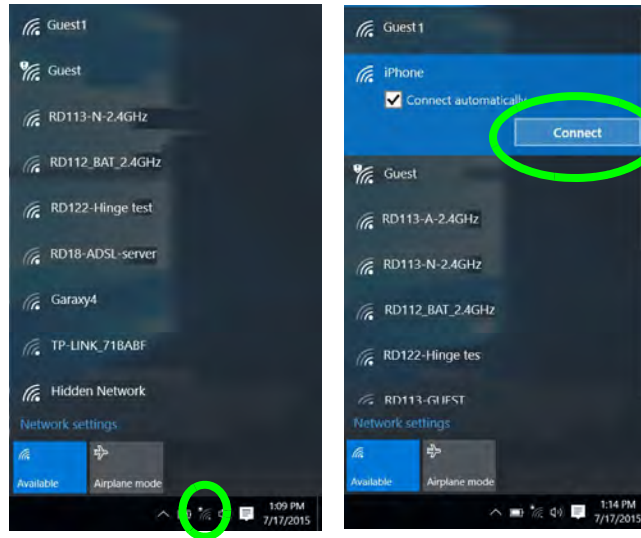 Guest1
Guest
RD113-N-2.4GHz
RD112_BAT_2.4GHz
RD122-Hinge test
RD18-ADSL-server
Garaxy4
TP-LINK_71BABF
Hidden Network
Network settings
Available
Airplane mode
1:09 PM
7/17/2015
Guest1
iPhone
Connect automatically
Connect
Guest
RD113-A-2.4GHz
RD113-N-2.4GHz
RD112_BAT_2.4GHz
RD122-Hinge tes
RD113-GUEST
Network settings
Available
Airplane mode
1:14 PM
7/17/2015